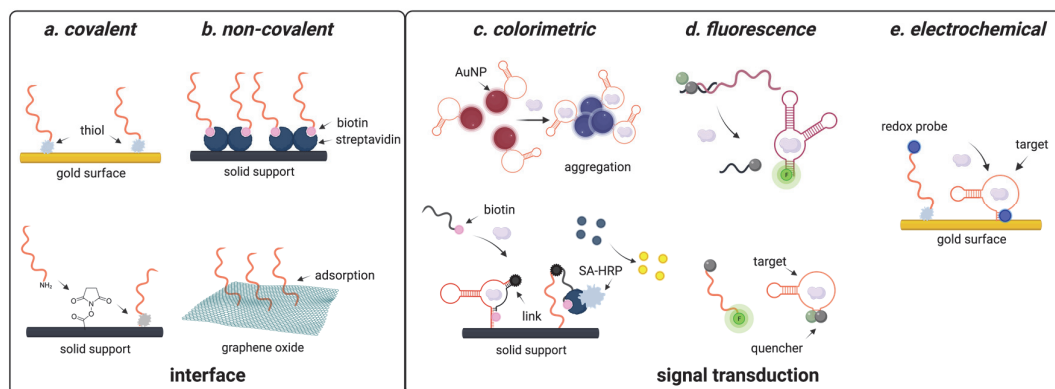 a. covalent
b. non-covalent
thiol
gold surface
biotin
streptavidin
solid support
NH₂
O
N
O
O
O
solid support
adsorption
graphene oxide
interface
c. colorimetric
d. fluorescence
e. electrochemical
AuNP
aggregation
F
redox probe
target
gold surface
biotin
SA-HRP
link
solid support
target
F
quencher
signal transduction